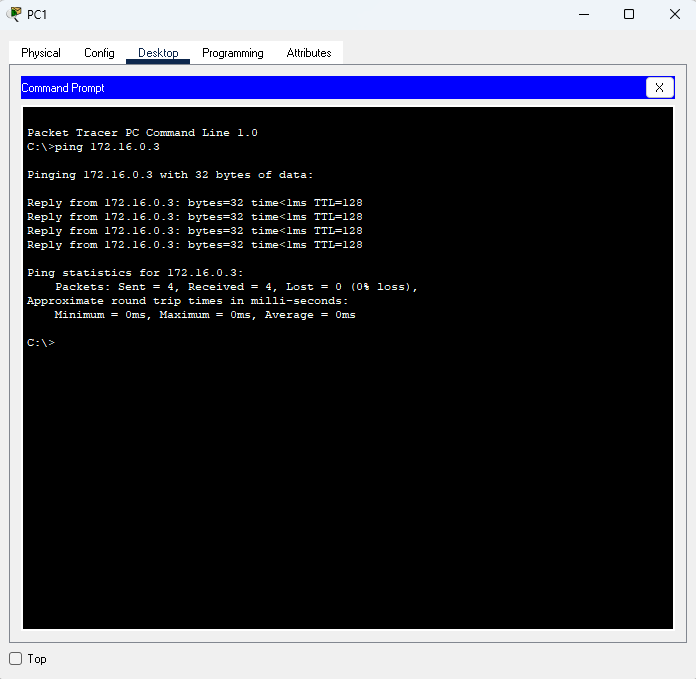 PC1
Physical Config Desktop Programming Attributes
Command Prompt
X
Packet Tracer PC Command Line 1.0
C:\>ping 172.16.0.3
Pinging 172.16.0.3 with 32 bytes of data:
Reply from 172.16.0.3: bytes=32 time<1ms TTL=128
Reply from 172.16.0.3: bytes=32 time<1ms TTL=128
Reply from 172.16.0.3: bytes=32 time<1ms TTL=128
Reply from 172.16.0.3: bytes=32 time<1ms TTL=128
Ping statistics for 172.16.0.3:
    Packets: Sent = 4, Received = 4, Lost = 0 (0% loss),
Approximate round trip times in milli-seconds:
    Minimum = 0ms, Maximum = 0ms, Average = 0ms
C:\>
Top